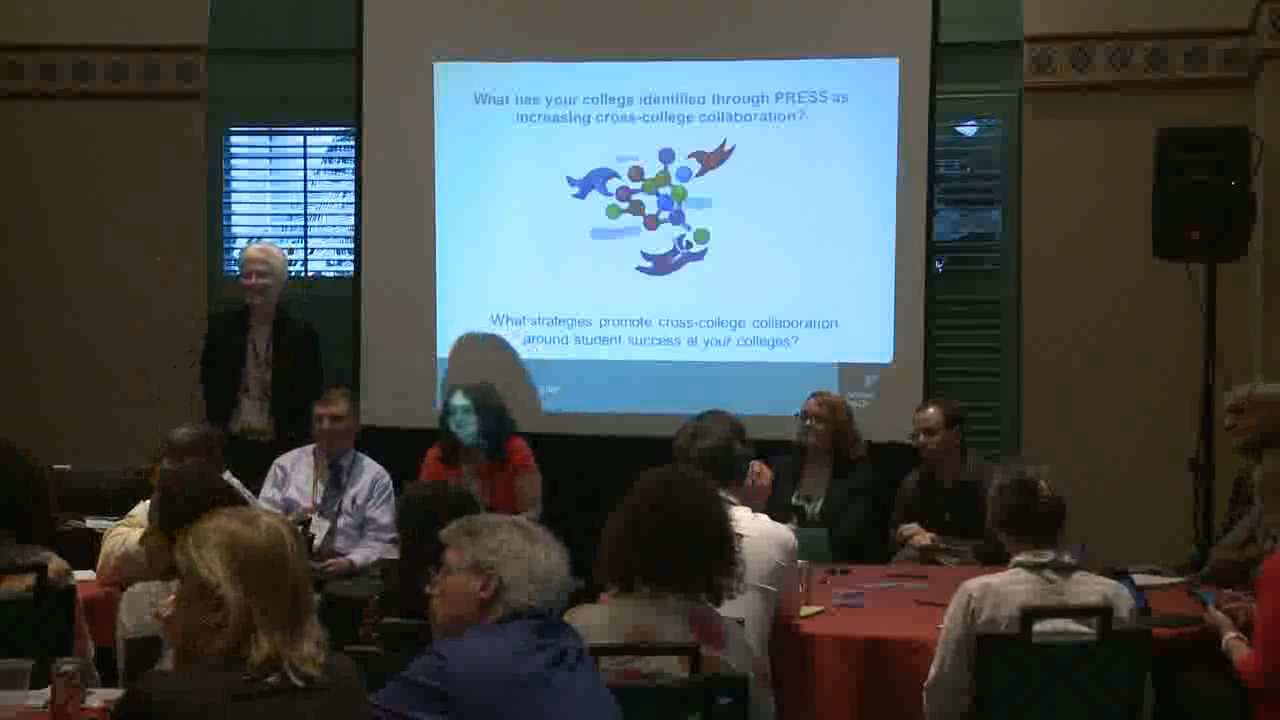 What has your college identified through PRESS as
increasing cross-college collaboration?
What strategies promote cross-college collaboration
around student success at your colleges?